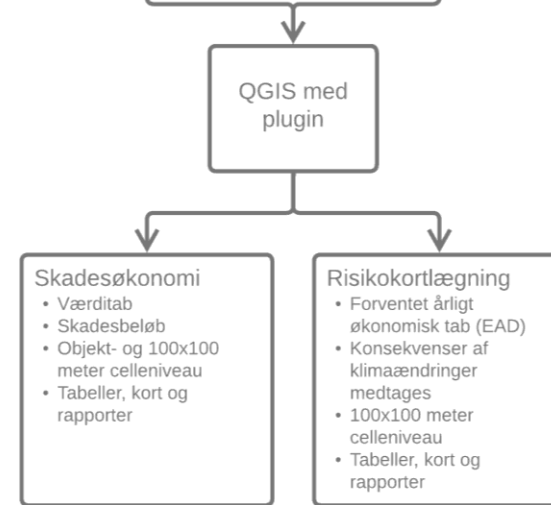 QGIS med
plugin
Skadesøkonomi
• Værditab
• Skadesbeløb
• Objekt- og 100x100
meter celleniveau
• Tabeller, kort og
rapporter
Risikokortlægning
• Forventet årligt
økonomisk tab (EAD)
• Konsekvenser af
klimaændringer
medtages
• 100x100 meter
celleniveau
• Tabeller, kort og
rapporter